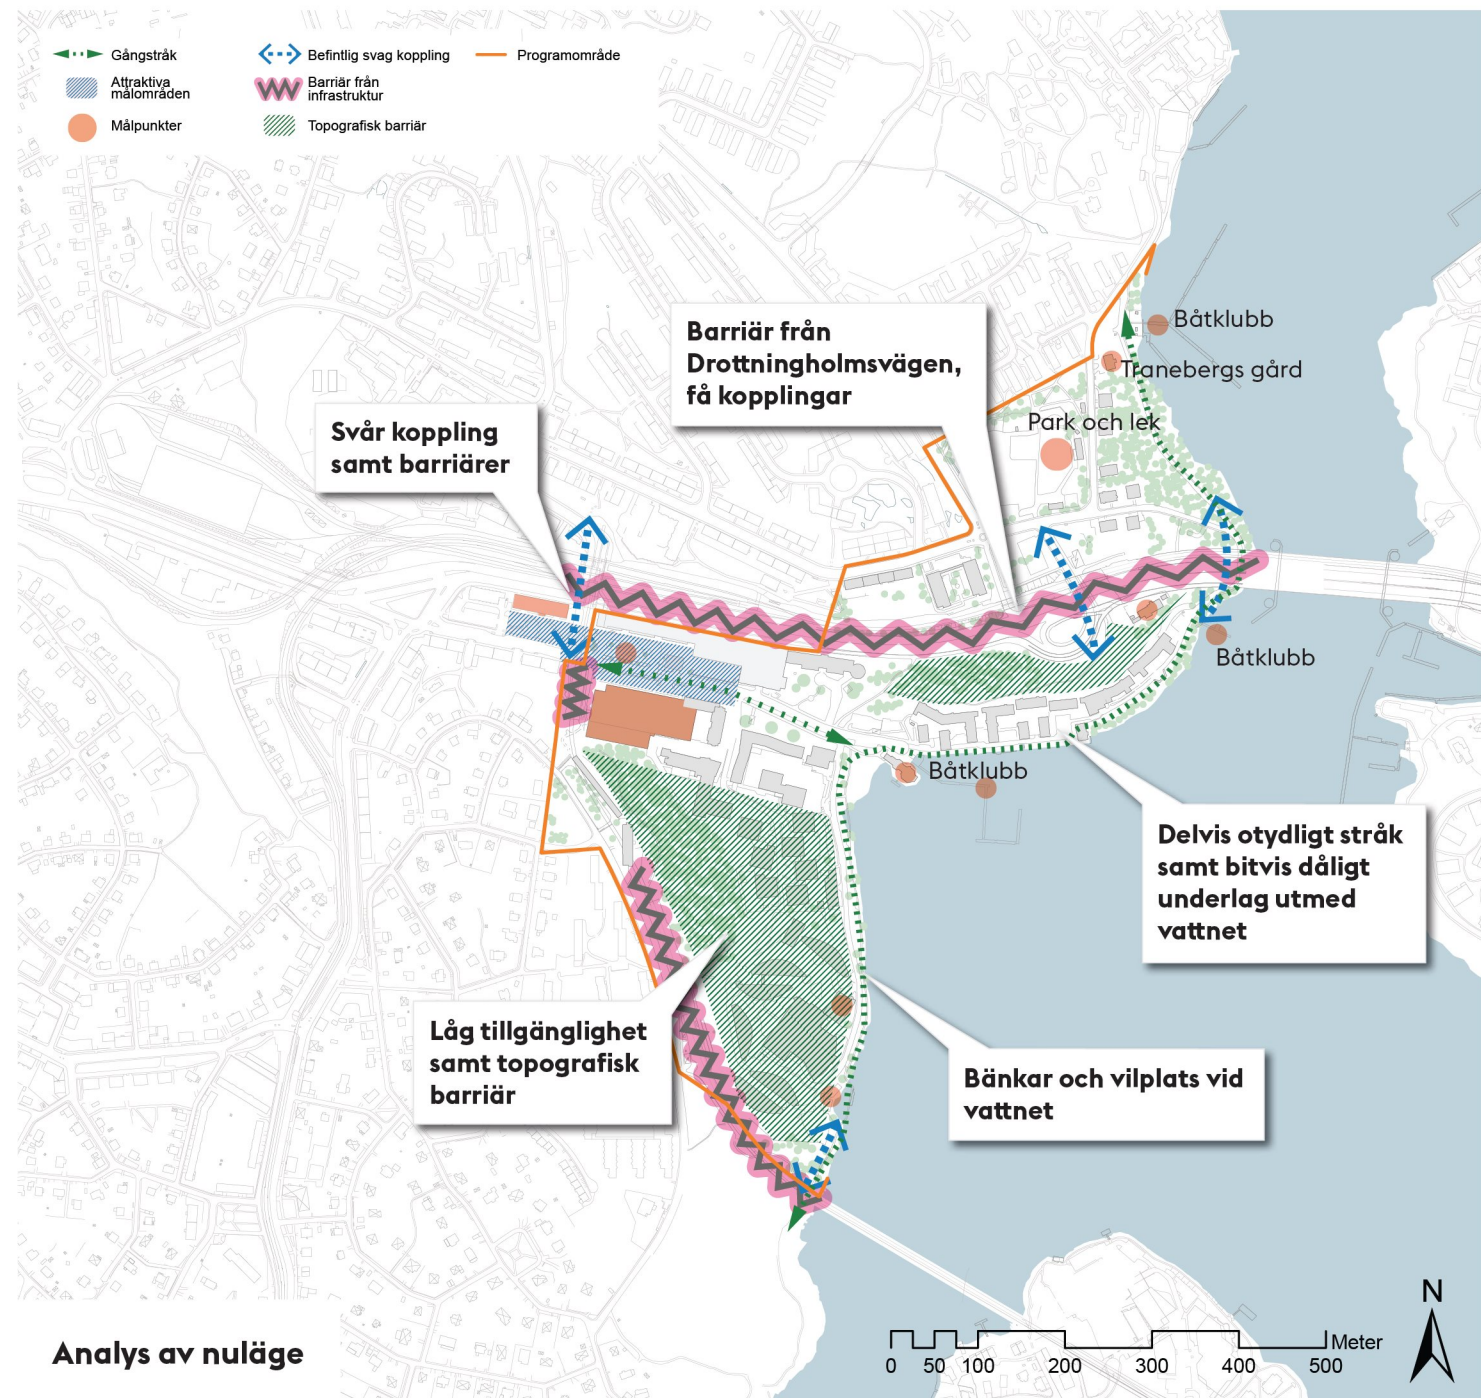 Gångstråk
Befintlig svag koppling
Programområde
Attraktiva
målområden
Barriär från
infrastruktur
Målpunkter
Topografisk barriär
Båtklubb
Barriär från
Drottningholmsvägen,
få kopplingar
Tranebergs gård
Park och lek
Svår koppling
samt barriärer
Båtklubb
Båtklubb
Delvis otydligt stråk
samt bitvis dåligt
underlag utmed
vattnet
Låg tillgänglighet
samt topografisk
barriär
Bänkar och vilplats vid
vattnet
N
Analys av nuläge
Meter
0 50 100 200 300 400 500